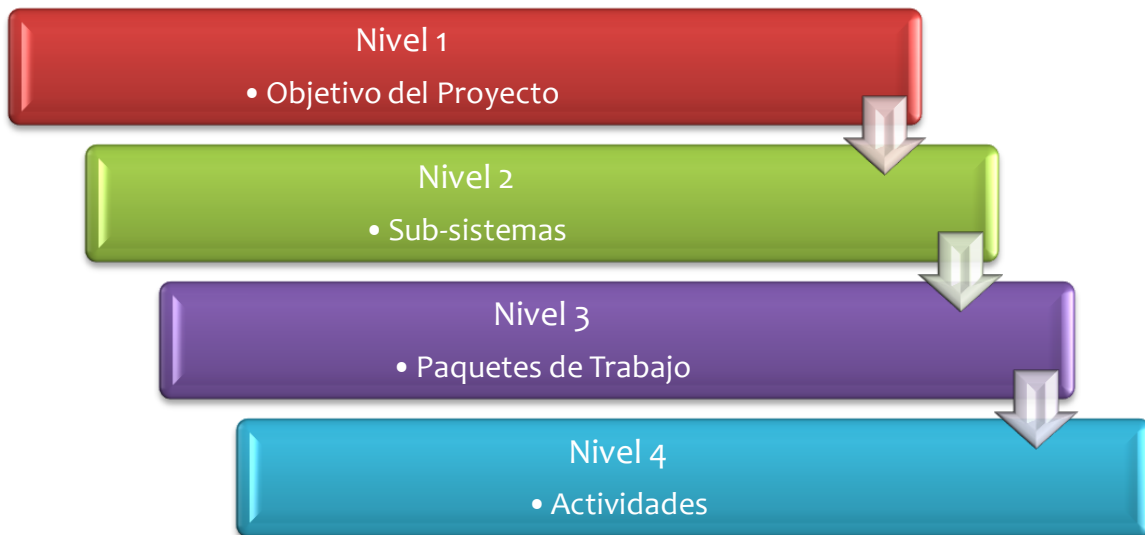 Nivel 1
• Objetivo del Proyecto
Nivel 2
• Sub-sistemas
Nivel 3
• Paquetes de Trabajo
Nivel 4
• Actividades